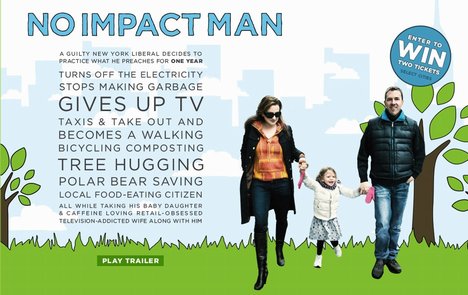 NO IMPACT MAN
A GUILTY NEW YORK LIBERAL DECIDES TO
PRACTICE WHAT HE PREACHES FOR ONE YEAR
TURNS OFF THE ELECTRICITY
STOPS MAKING GARBAGE
GIVES UP TV
TAXIS & TAKE OUT AND
BECOMES A WALKING
BICYCLING COMPOSTING
TREE HUGGING
POLAR BEAR SAVING
LOCAL FOOD-EATING CITIZEN
ALL WHILE TAKING HIS BABY DAUGHTER
& CAFFEINE LOVING RETAIL-OBSESSED
TELEVISION-ADDICTED WIFE ALONG WITH HIM
PLAY TRAILER
ENTER TO
WIN
TWO TICKETS
SELECT CITIES